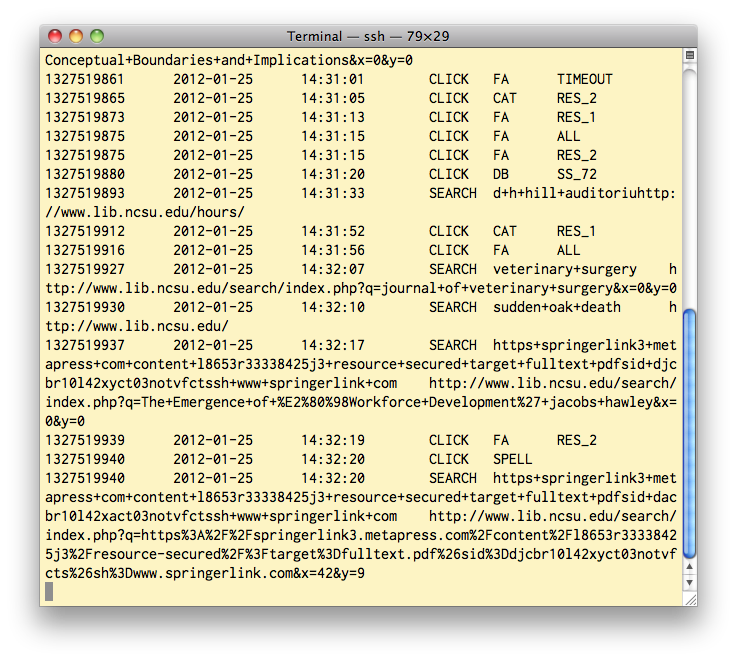 Terminal — ssh — 79×29
Conceptual+Boundaries+and+Implications&x=0&y=0
1327519861 2012-01-25 14:31:01 CLICK FA TIMEOUT
1327519865 2012-01-25 14:31:05 CLICK CAT RES_2
1327519873 2012-01-25 14:31:13 CLICK FA RES_1
1327519875 2012-01-25 14:31:15 CLICK FA ALL
1327519875 2012-01-25 14:31:15 CLICK FA RES_2
1327519880 2012-01-25 14:31:20 CLICK DB SS_72
1327519893 2012-01-25 14:31:33 SEARCH d+h+hill+auditoriuhttp:
//www.lib.ncsu.edu/hours/
1327519912 2012-01-25 14:31:52 CLICK CAT RES_1
1327519916 2012-01-25 14:31:56 CLICK FA ALL
1327519927 2012-01-25 14:32:07 SEARCH veterinary+surgery h
ttp://www.lib.ncsu.edu/search/index.php?q=journal+of+veterinary+surgery&x=0&y=0
1327519930 2012-01-25 14:32:10 SEARCH sudden+oak+death h
ttp://www.lib.ncsu.edu/
1327519937 2012-01-25 14:32:17 SEARCH https+springerlink3+met
apress+com+content+l8653r33338425j3+resource+secured+target+fulltext+pdfsid+djc
br10l42xyct03notvfctssh+www+springerlink+com http://www.lib.ncsu.edu/search/
index.php?q=The+Emergence+of+%E2%80%98Workforce+Development%27+jacobs+hawley&x=
0&y=0
1327519939 2012-01-25 14:32:19 CLICK FA RES_2
1327519940 2012-01-25 14:32:20 CLICK SPELL
1327519940 2012-01-25 14:32:20 SEARCH https+springerlink3+met
apress+com+content+l8653r33338425j3+resource+secured+target+fulltext+pdfsid+dac
br10l42xact03notvfctssh+www+springerlink+com http://www.lib.ncsu.edu/search/
index.php?q=https%3A%2F%2Fspringerlink3.metapress.com%2Fcontent%2Fl8653r3333842
5j3%2Fresource-secured%2F%3Ftarget%3Dfulltext.pdf%26sid%3Ddjcbr10l42xyct03notvf
cts%26sh%3Dwww.springerlink.com&x=42&y=9